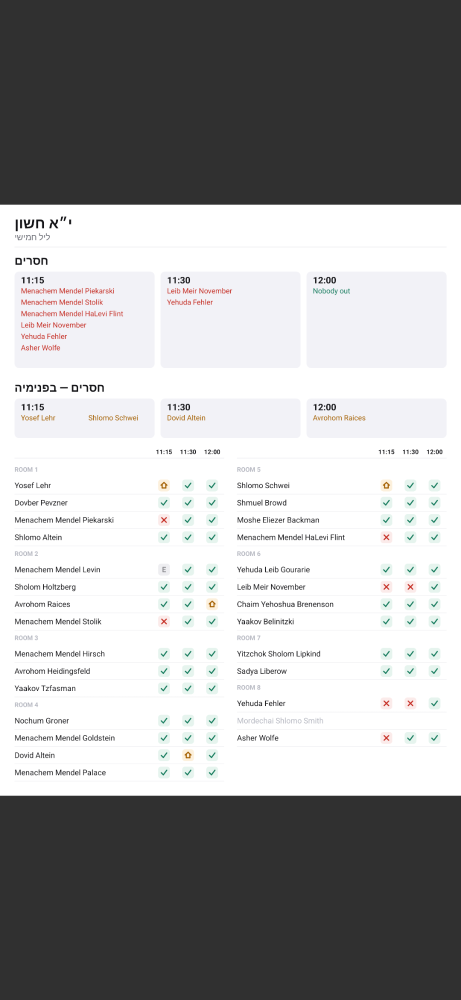 י״א חשון
ליל חמישי
חסרים
11:15
Menachem Mendel Piekarski
Menachem Mendel Stolik
Menachem Mendel HaLevi Flint
Leib Meir November
Yehuda Fehler
Asher Wolfe
11:30
Leib Meir November
Yehuda Fehler
12:00
Nobody out
חסרים – בפנימיה
11:15
Yosef Lehr Shlomo Schwei
11:30
Dovid Altein
12:00
Avrohom Raices
11:15 11:30 12:00
ROOM 1
Yosef Lehr
Dovber Pevzner
Menachem Mendel Piekarski
Shlomo Altein
ROOM 2
Menachem Mendel Levin E
Sholom Holtzberg
Avrohom Raices
Menachem Mendel Stolik
ROOM 3
Menachem Mendel Hirsch
Avrohom Heidingsfeld
Yaakov Tzfasman
ROOM 4
Nochum Groner
Menachem Mendel Goldstein
Dovid Altein
Menachem Mendel Palace
11:15 11:30 12:00
ROOM 5
Shlomo Schwei
Shmuel Browd
Moshe Eliezer Backman
Menachem Mendel HaLevi Flint
ROOM 6
Yehuda Leib Gourarie
Leib Meir November
Chaim Yehoshua Brenenson
Yaakov Belinitzki
ROOM 7
Yitzchok Sholom Lipkind
Sadya Liberow
ROOM 8
Yehuda Fehler
Mordechai Shlomo Smith
Asher Wolfe